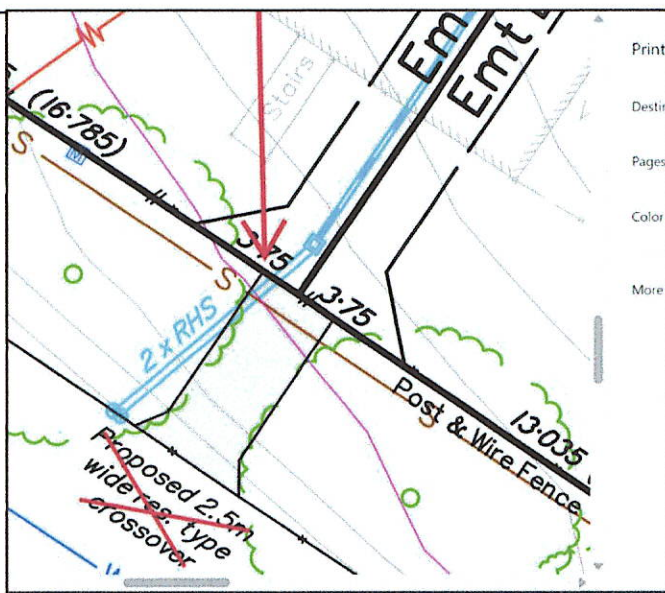 Em
Emt
Stairs
(16·785)
M
S
3·75
S
3·75
2 x RHS
Post & Wire Fence
S
13·035
Proposed 2.5m
wide res. type
crossover
Print
Destin
Pages
Color
More